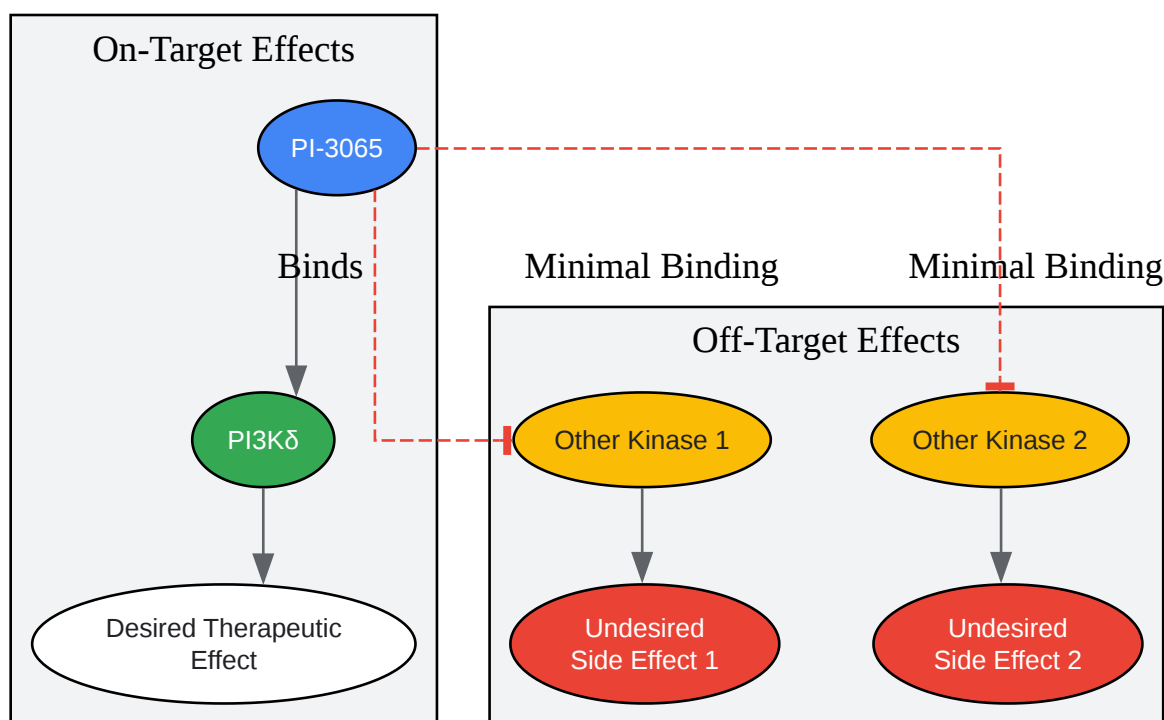 On-Target Effects
PI-3065
Binds
Minimal Binding
Minimal Binding
Off-Target Effects
PI3Kδ
Other Kinase 1
Other Kinase 2
Desired Therapeutic
Effect
Undesired
Side Effect 1
Undesired
Side Effect 2